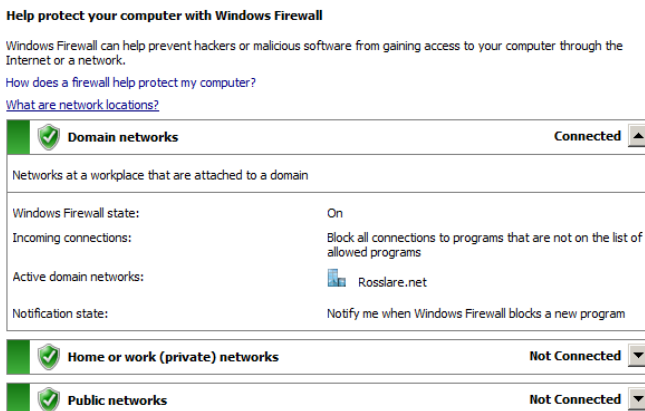 Help protect your computer with Windows Firewall
Windows Firewall can help prevent hackers or malicious software from gaining access to your computer through the
Internet or a network.
How does a firewall help protect my computer?
What are network locations?
Domain networks Connected
Networks at a workplace that are attached to a domain
Windows Firewall state: On
Incoming connections: Block all connections to programs that are not on the list of
allowed programs
Active domain networks: Rosslare.net
Notification state: Notify me when Windows Firewall blocks a new program
Home or work (private) networks Not Connected
Public networks Not Connected